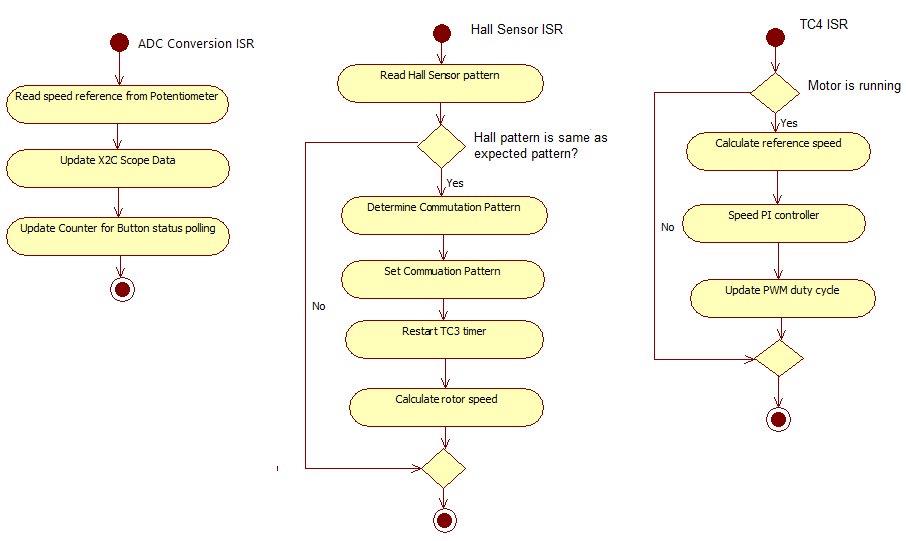 ADC Conversion ISR
Read speed reference from Potentiometer
Update X2C Scope Data
Update Counter for Button status polling
Hall Sensor ISR
Read Hall Sensor pattern
Hall pattern is same as
expected pattern?
Yes
Determine Commutation Pattern
Set Commuation Pattern
No
Restart TC3 timer
Calculate rotor speed
TC4 ISR
Motor is running
Yes
Calculate reference speed
Speed PI controller
No
Update PWM duty cycle